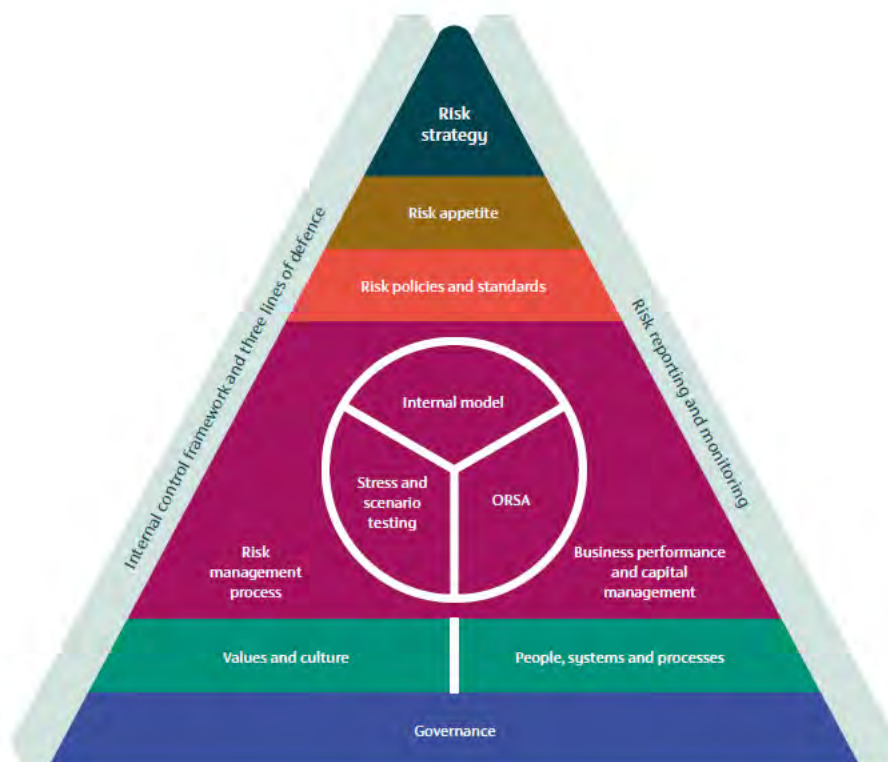 Risk
strategy
Risk appetite
Risk policies and standards
Internal control framework and three lines of defence
Risk reporting and monitoring
Internal model
Stress and
scenario
testing
ORSA
Risk
management
process
Business performance
and capital
management
Values and culture
People, systems and processes
Governance